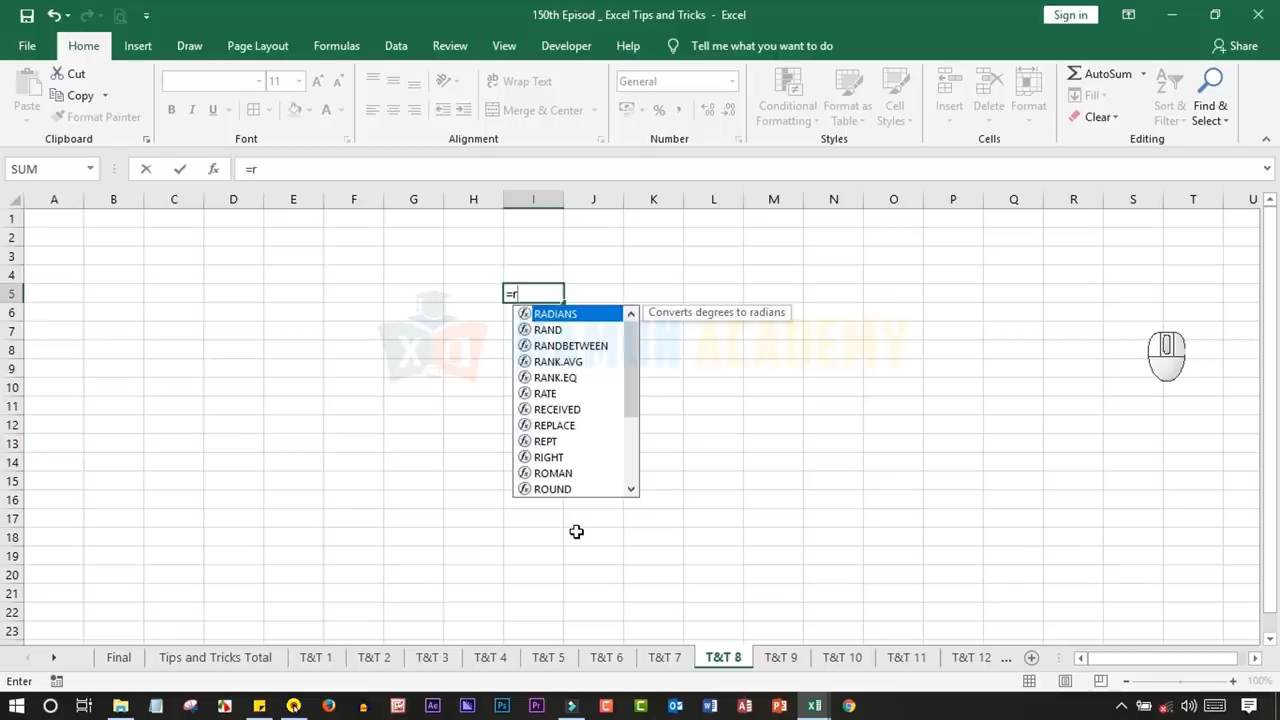 150th Episod _ Excel Tips and Tricks - Excel
Sign in
File Home Insert Draw Page Layout Formulas Data Review View Developer Help Tell me what you want to do Share
Cut
Copy
Format Painter
Paste
Clipboard
11
B I U
Font
Wrap Text
Merge & Center
Alignment
General
Number
Conditional Formatting
Format as Table
Cell Styles
Styles
Insert
Delete
Format
Cells
AutoSum
Fill
Clear
Sort & Filter
Find & Select
Editing
SUM
=r
A B C D E F G H I J K L M N O P Q R S T U
1
2
3
4
5
6
7
8
9
10
11
12
13
14
15
16
17
18
19
20
21
22
23
=r
RADIANS
Converts degrees to radians
RAND
RANDBETWEEN
RANK.AVG
RANK.EQ
RATE
RECEIVED
REPLACE
REPT
RIGHT
ROMAN
ROUND
ACADEMY
... Final Tips and Tricks Total T&T 1 T&T 2 T&T 3 T&T 4 T&T 5 T&T 6 T&T 7 T&T 8 T&T 9 T&T 10 T&T 11 T&T 12 ...
Enter
100%